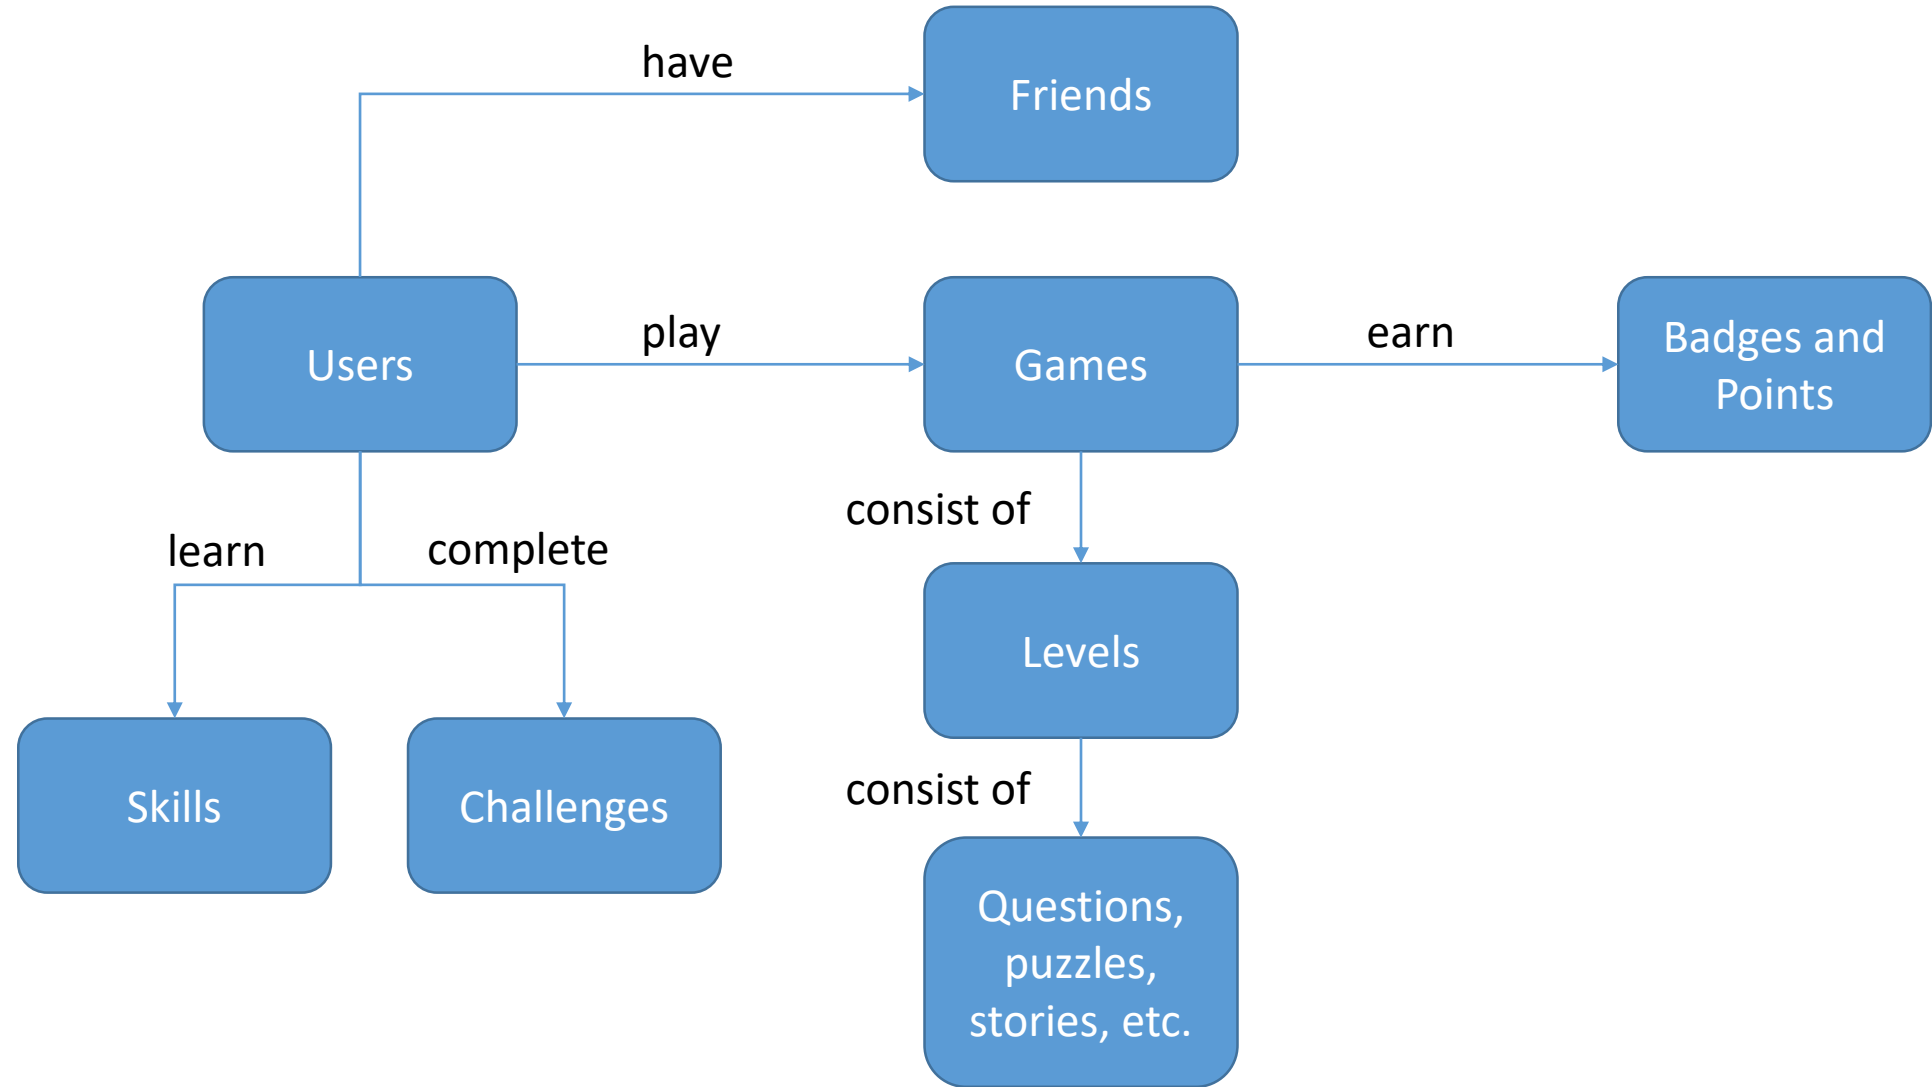 have
Friends
Users
play
Games
earn
Badges and
Points
consist of
learn
complete
Levels
Skills
Challenges
consist of
Questions,
puzzles,
stories, etc.